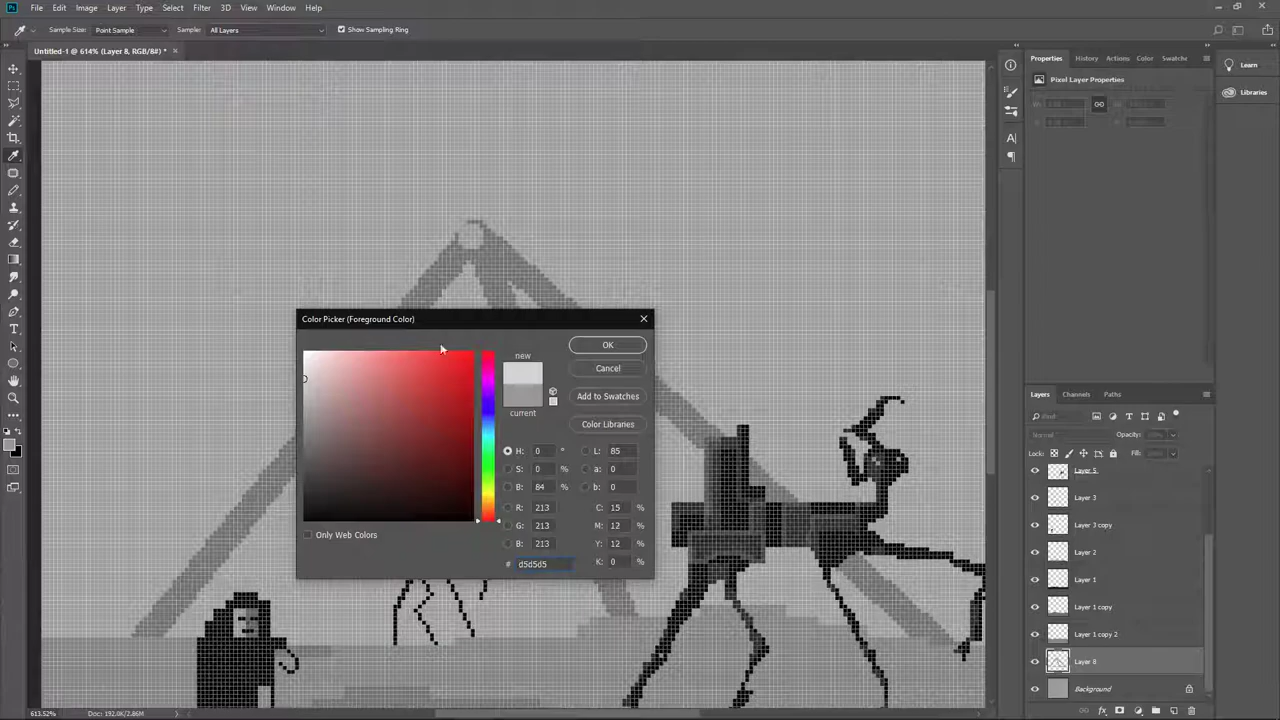 Ps File Edit Image Layer Type Select Filter 3D View Window Help
Sample Size: Point Sample Sample: All Layers Show Sampling Ring
Untitled-1 @ 614% (Layer 8, RGB/8#) *
Properties History Actions Color Swatche
Learn
Pixel Layer Properties
Libraries
Color Picker (Foreground Color)
OK
new
Cancel
Add to Swatches
current
Color Libraries
H: 0 ° L: 85
S: 0 % a: 0
B: 84 % b: 0
R: 213 C: 15 %
G: 213 M: 12 %
B: 213 Y: 12 %
Only Web Colors
K: 0 %
# d5d5d5
Layers Channels Paths
Kind
Normal Opacity:
Lock: Fill:
Layer 5
Layer 3
Layer 3 copy
Layer 2
Layer 1
Layer 1 copy
Layer 1 copy 2
Layer 8
Background
613.52% Doc: 192.0K/2.86M